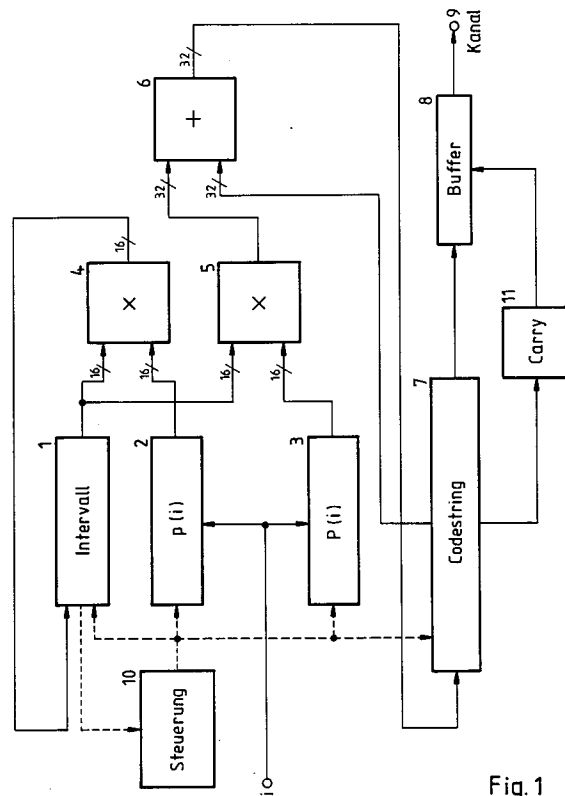 10
Steuerung
i
1
Intervall
2
p(i)
3
P(i)
16
16
16
16
4
×
5
×
16
32
32
6
+
32
7
Codestring
11
Carry
8
Buffer
9
Kanal
Fig. 1